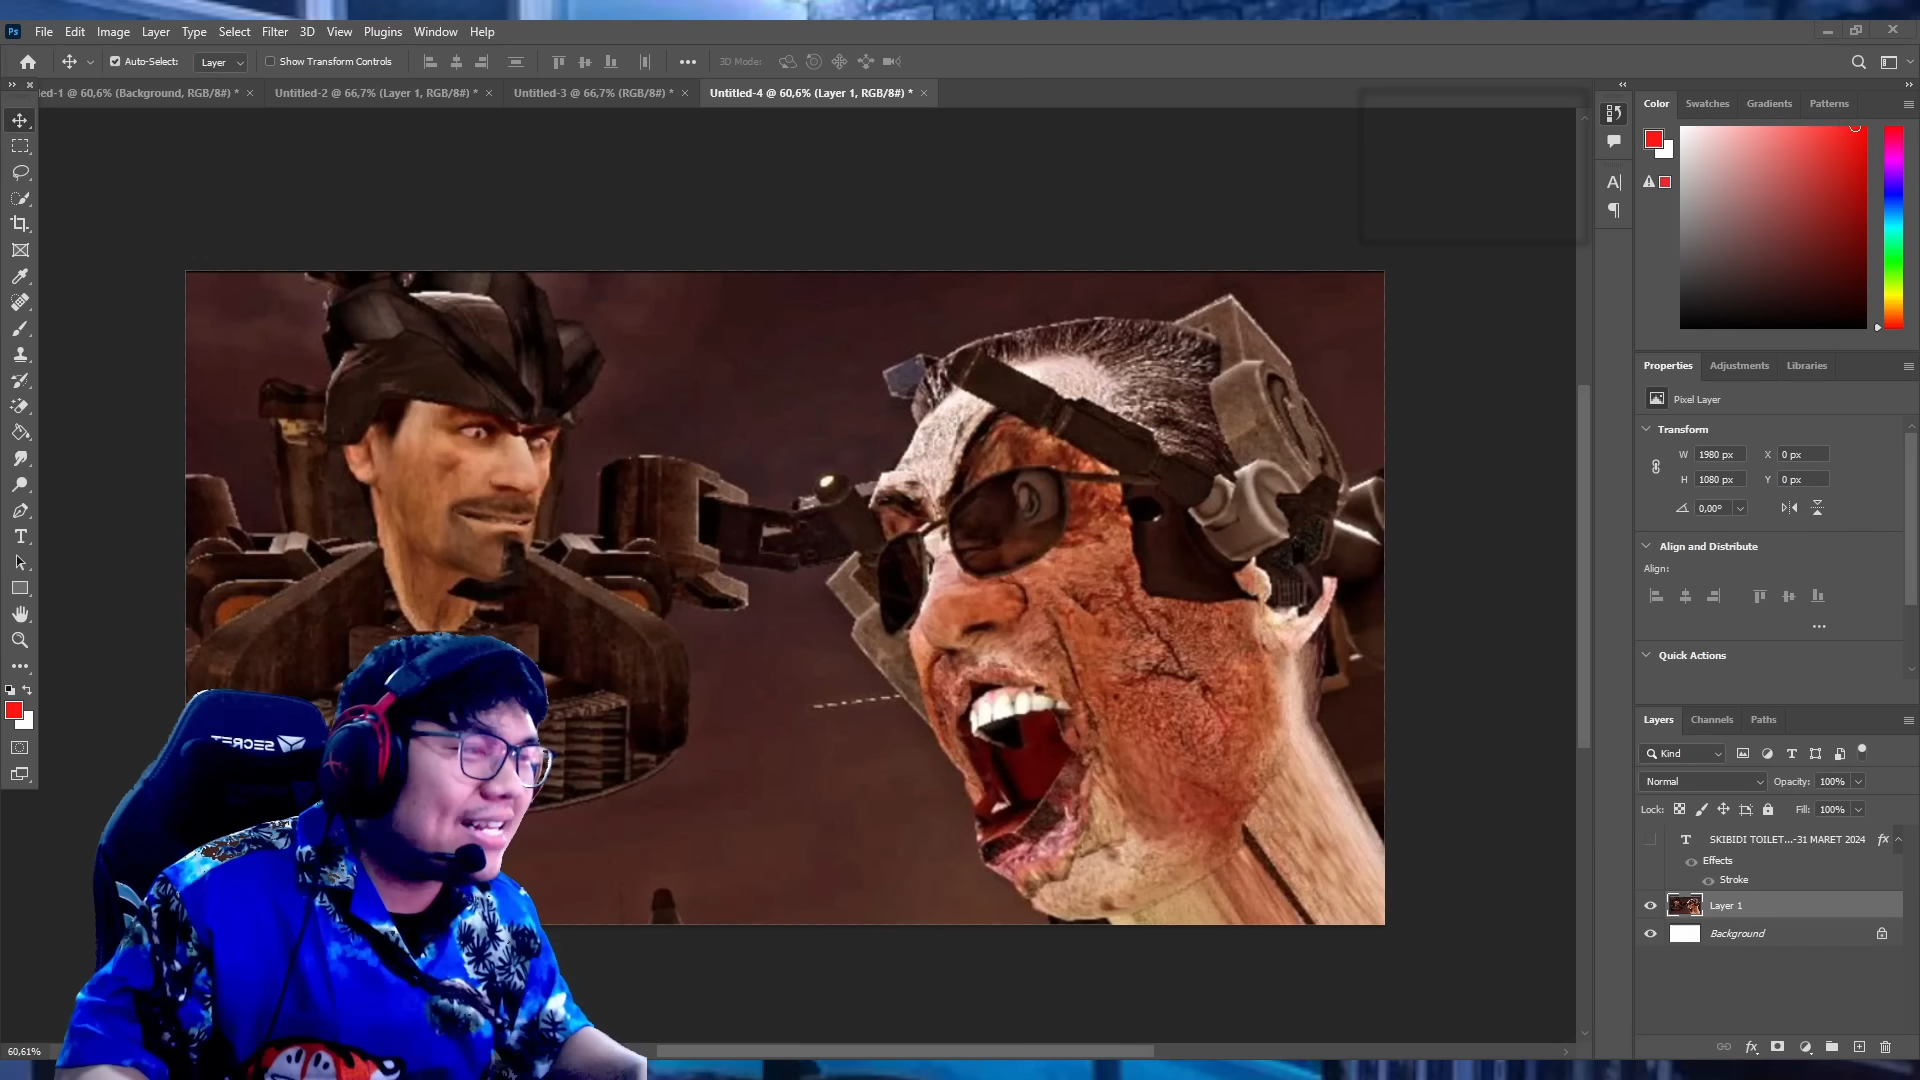 Ps File Edit Image Layer Type Select Filter 3D View Plugins Window Help
Auto-Select: Layer Show Transform Controls 3D Mode:
ed-1 @ 60,6% (Background, RGB/8#) * × Untitled-2 @ 66,7% (Layer 1, RGB/8#) * × Untitled-3 @ 66,7% (RGB/8#) * × Untitled-4 @ 60,6% (Layer 1, RGB/8#) * ×
Color Swatches Gradients Patterns
Properties Adjustments Libraries
Pixel Layer
Transform
W 1980 px X 0 px
H 1080 px Y 0 px
0,00°
Align and Distribute
Align:
Quick Actions
Layers Channels Paths
Kind
Normal Opacity: 100%
Lock: Fill: 100%
T SKIBIDI TOILET...-31 MARET 2024 fx
Effects
Stroke
Layer 1
Background
SECRET
60,61%
fx